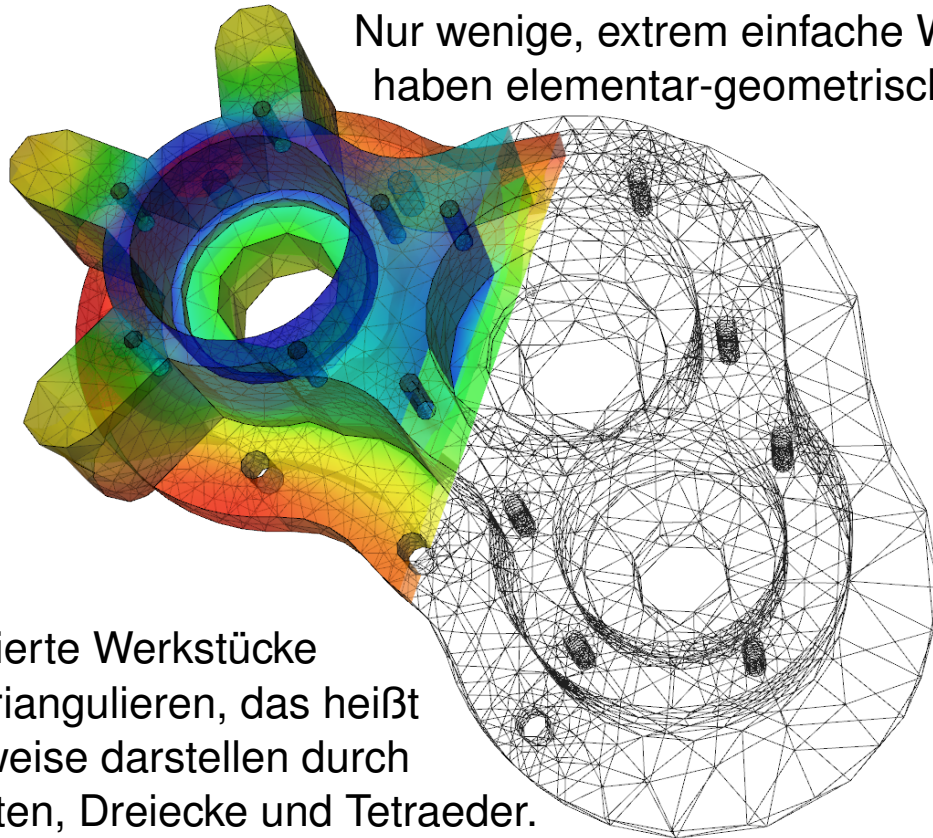 Nur wenige, extrem einfache W
haben elementar-geometrisch
ierte Werkstücke
riangulieren, das heißt
weise darstellen durch
ten, Dreiecke und Tetraeder.